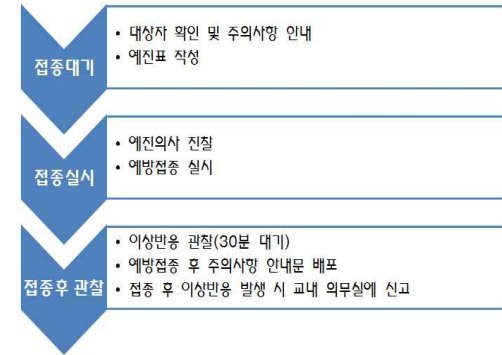 접종대기
• 대상자 확인 및 주의사항 안내
• 예진표 작성
접종실시
• 예진의사 진찰
• 예방접종 실시
접종후 관찰
• 이상반응 관찰(30분 대기)
• 예방접종 후 주의사항 안내문 배포
• 접종 후 이상반응 발생 시 교내 의무실에 신고